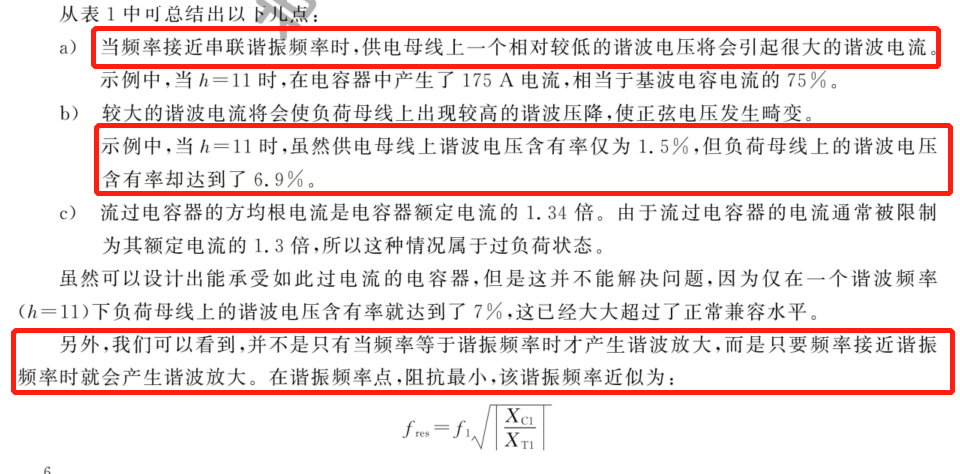 从表 1 中可总结出以下几点：
a） 当频率接近串联谐振频率时，供电母线上一个相对较低的谐波电压将会引起很大的谐波电流。
示例中，当 h＝11 时，在电容器中产生了 175 A 电流，相当于基波电容电流的 75%。
b） 较大的谐波电流将会使负荷母线上出现较高的谐波压降，使正弦电压发生畸变。
示例中，当 h＝11 时，虽然供电母线上谐波电压含有率仅为 1.5%，但负荷母线上的谐波电压
含有率却达到了 6.9%。
c） 流过电容器的方均根电流是电容器额定电流的 1.34 倍。由于流过电容器的电流通常被限制
为其额定电流的 1.3 倍，所以这种情况属于过负荷状态。
虽然可以设计出能承受如此过电流的电容器，但是这并不能解决问题，因为仅在一个谐波频率
（h＝11）下负荷母线上的谐波电压含有率就达到了 7%，这已经大大超过了正常兼容水平。
另外，我们可以看到，并不是只有当频率等于谐振频率时才产生谐波放大，而是只要频率接近谐振
频率时就会产生谐波放大。在谐振频率点，阻抗最小，该谐振频率近似为：
f_res＝f_1√|X_C1/X_T1|
6